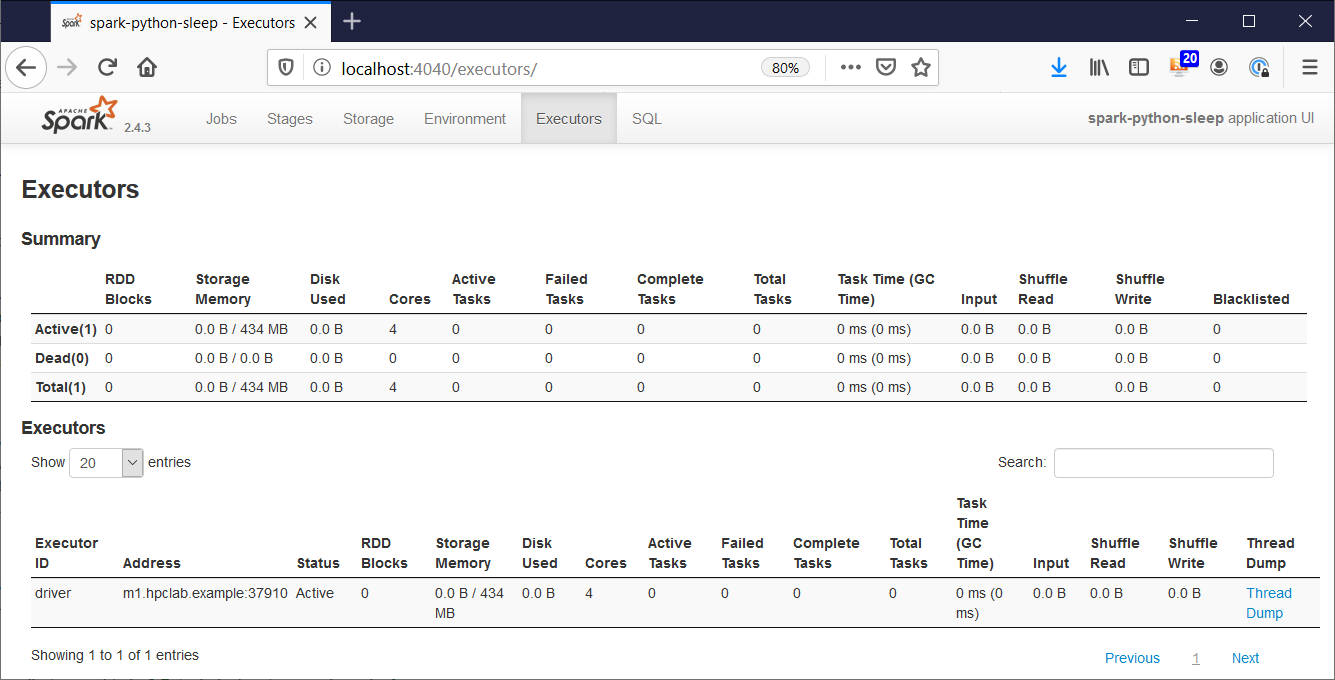 spark-python-sleep - Executors
localhost:4040/executors/
80%
20
APACHE
Spark 2.4.3
Jobs Stages Storage Environment Executors SQL
spark-python-sleep application UI
Executors
Summary
RDD Storage Disk Active Failed Complete Total Task Time (GC Shuffle Shuffle
Blocks Memory Used Cores Tasks Tasks Tasks Tasks Time) Input Read Write Blacklisted
Active(1) 0 0.0 B / 434 MB 0.0 B 4 0 0 0 0 0 ms (0 ms) 0.0 B 0.0 B 0.0 B 0
Dead(0) 0 0.0 B / 0.0 B 0.0 B 0 0 0 0 0 0 ms (0 ms) 0.0 B 0.0 B 0.0 B 0
Total(1) 0 0.0 B / 434 MB 0.0 B 4 0 0 0 0 0 ms (0 ms) 0.0 B 0.0 B 0.0 B 0
Executors
Show 20 entries Search:
Task
Time
Executor RDD Storage Disk Active Failed Complete Total (GC Shuffle Shuffle Thread
ID Address Status Blocks Memory Used Cores Tasks Tasks Tasks Tasks Time) Input Read Write Dump
driver m1.hpclab.example:37910 Active 0 0.0 B / 434 0.0 B 4 0 0 0 0 0 ms (0 0.0 B 0.0 B 0.0 B Thread
MB ms) Dump
Showing 1 to 1 of 1 entries
Previous 1 Next